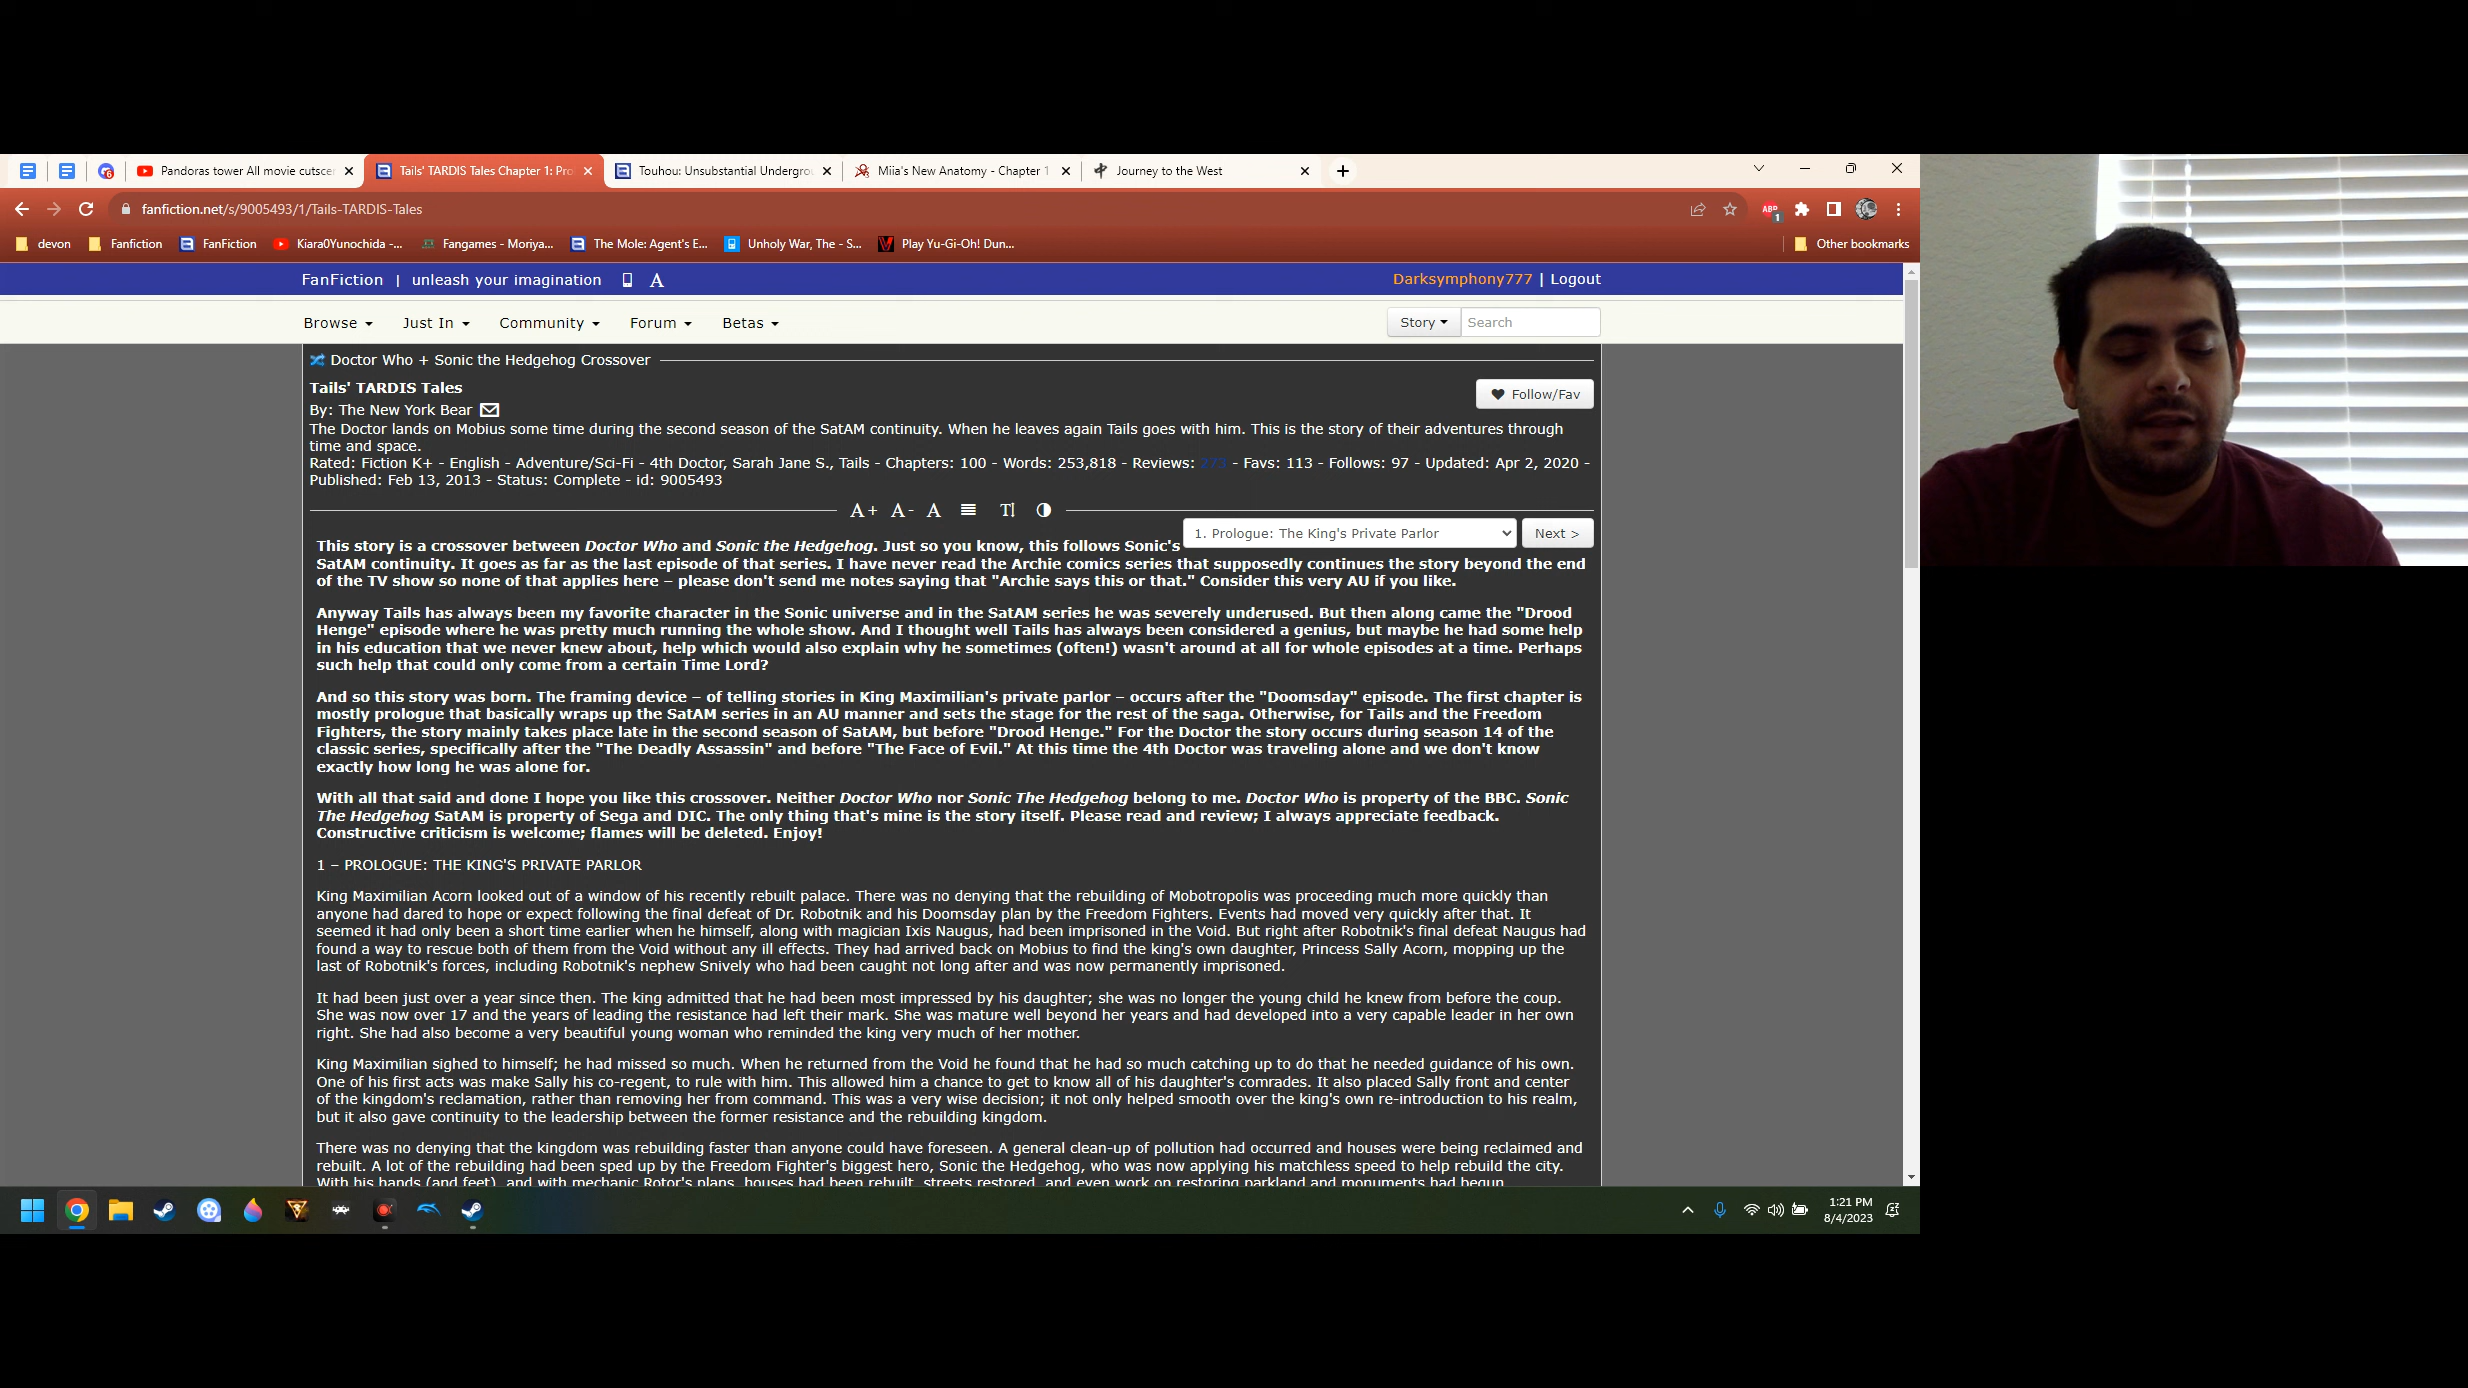 Pandoras tower All movie cutscer
Tails' TARDIS Tales Chapter 1: Pro
Touhou: Unsubstantial Undergrou
Miia's New Anatomy - Chapter 1
Journey to the West
fanfiction.net/s/9005493/1/Tails-TARDIS-Tales
ABP
1
devon
Fanfiction
FanFiction
Kiara0Yunochida -...
Fangames - Moriya...
The Mole: Agent's E...
Unholy War, The - S...
Play Yu-Gi-Oh! Dun...
Other bookmarks
FanFiction | unleash your imagination A
Darksymphony777 | Logout
Browse Just In Community Forum Betas
Story Search
Doctor Who + Sonic the Hedgehog Crossover
Tails' TARDIS Tales
Follow/Fav
By: The New York Bear
The Doctor lands on Mobius some time during the second season of the SatAM continuity. When he leaves again Tails goes with him. This is the story of their adventures through
time and space.
Rated: Fiction K+ - English - Adventure/Sci-Fi - 4th Doctor, Sarah Jane S., Tails - Chapters: 100 - Words: 253,818 - Reviews: 273 - Favs: 113 - Follows: 97 - Updated: Apr 2, 2020 -
Published: Feb 13, 2013 - Status: Complete - id: 9005493
A+ A- A
1. Prologue: The King's Private Parlor
Next >
This story is a crossover between Doctor Who and Sonic the Hedgehog. Just so you know, this follows Sonic's
SatAM continuity. It goes as far as the last episode of that series. I have never read the Archie comics series that supposedly continues the story beyond the end
of the TV show so none of that applies here – please don't send me notes saying that "Archie says this or that." Consider this very AU if you like.
Anyway Tails has always been my favorite character in the Sonic universe and in the SatAM series he was severely underused. But then along came the "Drood
Henge" episode where he was pretty much running the whole show. And I thought well Tails has always been considered a genius, but maybe he had some help
in his education that we never knew about, help which would also explain why he sometimes (often!) wasn't around at all for whole episodes at a time. Perhaps
such help that could only come from a certain Time Lord?
And so this story was born. The framing device – of telling stories in King Maximilian's private parlor – occurs after the "Doomsday" episode. The first chapter is
mostly prologue that basically wraps up the SatAM series in an AU manner and sets the stage for the rest of the saga. Otherwise, for Tails and the Freedom
Fighters, the story mainly takes place late in the second season of SatAM, but before "Drood Henge." For the Doctor the story occurs during season 14 of the
classic series, specifically after the "The Deadly Assassin" and before "The Face of Evil." At this time the 4th Doctor was traveling alone and we don't know
exactly how long he was alone for.
With all that said and done I hope you like this crossover. Neither Doctor Who nor Sonic The Hedgehog belong to me. Doctor Who is property of the BBC. Sonic
The Hedgehog SatAM is property of Sega and DIC. The only thing that's mine is the story itself. Please read and review; I always appreciate feedback.
Constructive criticism is welcome; flames will be deleted. Enjoy!
1 – PROLOGUE: THE KING'S PRIVATE PARLOR
King Maximilian Acorn looked out of a window of his recently rebuilt palace. There was no denying that the rebuilding of Mobotropolis was proceeding much more quickly than
anyone had dared to hope or expect following the final defeat of Dr. Robotnik and his Doomsday plan by the Freedom Fighters. Events had moved very quickly after that. It
seemed it had only been a short time earlier when he himself, along with magician Ixis Naugus, had been imprisoned in the Void. But right after Robotnik's final defeat Naugus had
found a way to rescue both of them from the Void without any ill effects. They had arrived back on Mobius to find the king's own daughter, Princess Sally Acorn, mopping up the
last of Robotnik's forces, including Robotnik's nephew Snively who had been caught not long after and was now permanently imprisoned.
It had been just over a year since then. The king admitted that he had been most impressed by his daughter; she was no longer the young child he knew from before the coup.
She was now over 17 and the years of leading the resistance had left their mark. She was mature well beyond her years and had developed into a very capable leader in her own
right. She had also become a very beautiful young woman who reminded the king very much of her mother.
King Maximilian sighed to himself; he had missed so much. When he returned from the Void he found that he had so much catching up to do that he needed guidance of his own.
One of his first acts was make Sally his co-regent, to rule with him. This allowed him a chance to get to know all of his daughter's comrades. It also placed Sally front and center
of the kingdom's reclamation, rather than removing her from command. This was a very wise decision; it not only helped smooth over the king's own re-introduction to his realm,
but it also gave continuity to the leadership between the former resistance and the rebuilding kingdom.
There was no denying that the kingdom was rebuilding faster than anyone could have foreseen. A general clean-up of pollution had occurred and houses were being reclaimed and
rebuilt. A lot of the rebuilding had been sped up by the Freedom Fighter's biggest hero, Sonic the Hedgehog, who was now applying his matchless speed to help rebuild the city.
With his hands (and feet), and with mechanic Rotor's plans, houses had been rebuilt, streets restored, and even work on restoring parkland and monuments had begun.
1:21 PM
8/4/2023